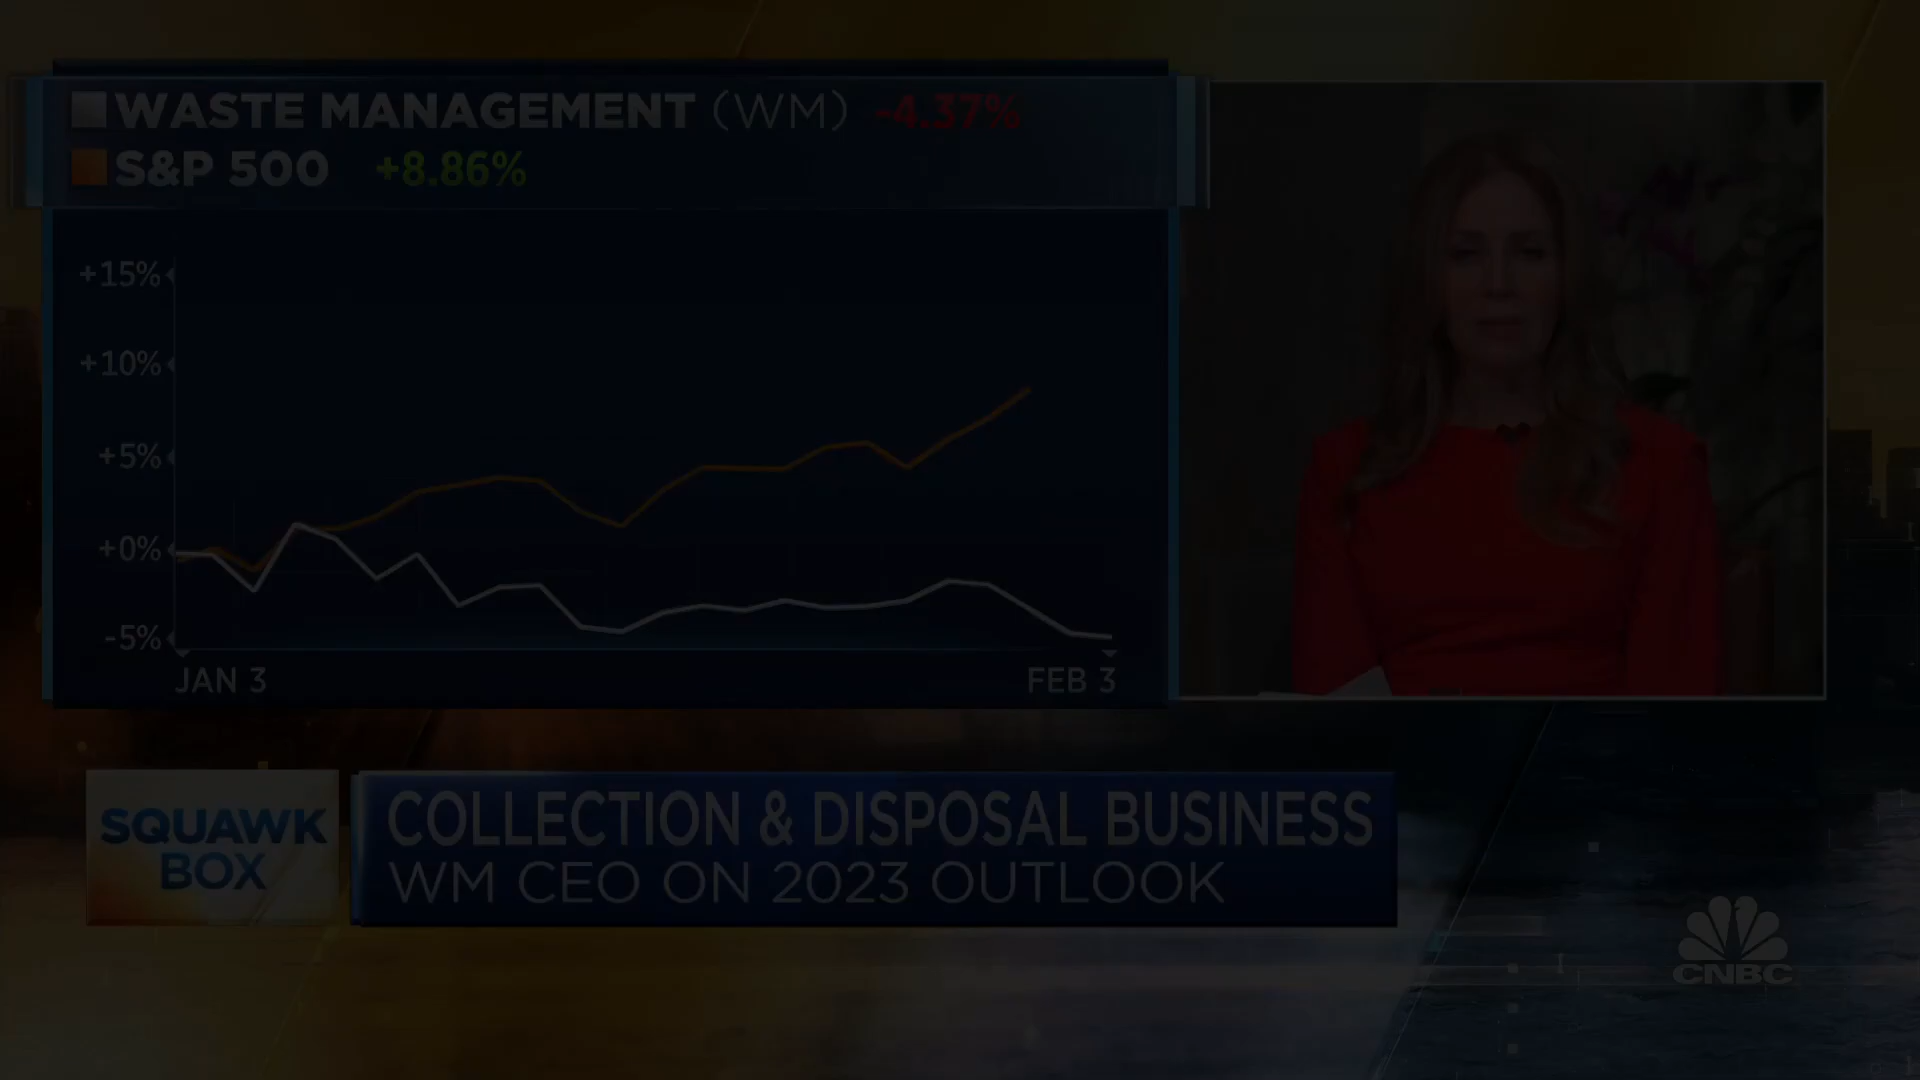 WASTE MANAGEMENT (WM) -4.37%
S&P 500 +8.86%
+15%
+10%
+5%
+0%
-5%
JAN 3
FEB 3
SQUAWK
BOX
COLLECTION & DISPOSAL BUSINESS
WM CEO ON 2023 OUTLOOK
CNBC